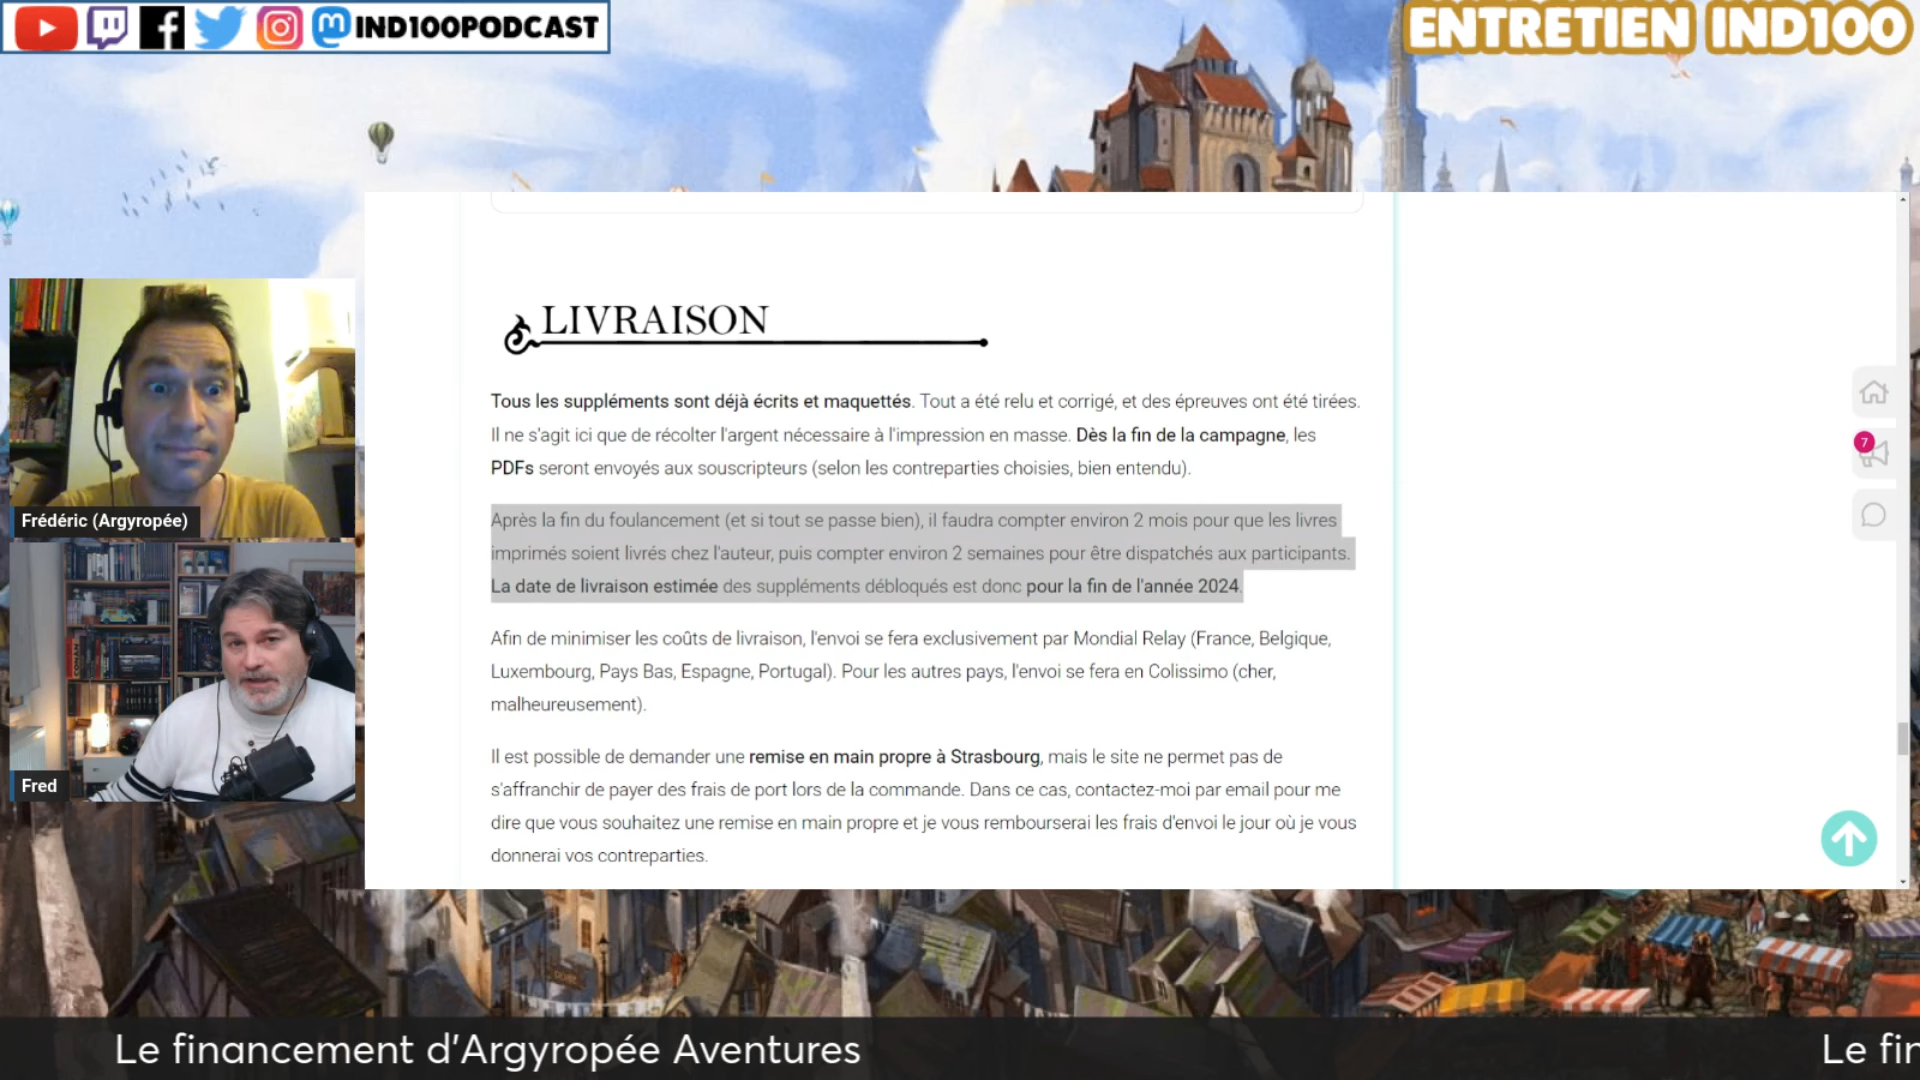 IND100PODCAST
ENTRETIEN IND100
LIVRAISON
Tous les suppléments sont déjà écrits et maquettés. Tout a été relu et corrigé, et des épreuves ont été tirées.
Il ne s'agit ici que de récolter l'argent nécessaire à l'impression en masse. Dès la fin de la campagne, les
PDFs seront envoyés aux souscripteurs (selon les contreparties choisies, bien entendu).
Après la fin du foulancement (et si tout se passe bien), il faudra compter environ 2 mois pour que les livres
imprimés soient livrés chez l'auteur, puis compter environ 2 semaines pour être dispatchés aux participants.
La date de livraison estimée des suppléments débloqués est donc pour la fin de l'année 2024.
Afin de minimiser les coûts de livraison, l'envoi se fera exclusivement par Mondial Relay (France, Belgique,
Luxembourg, Pays Bas, Espagne, Portugal). Pour les autres pays, l'envoi se fera en Colissimo (cher,
malheureusement).
Il est possible de demander une remise en main propre à Strasbourg, mais le site ne permet pas de
s'affranchir de payer des frais de port lors de la commande. Dans ce cas, contactez-moi par email pour me
dire que vous souhaitez une remise en main propre et je vous rembourserai les frais d'envoi le jour où je vous
donnerai vos contreparties.
7
Frédéric (Argyropée)
CONAN
Fred
Le financement d'Argyropée Aventures
Le fin